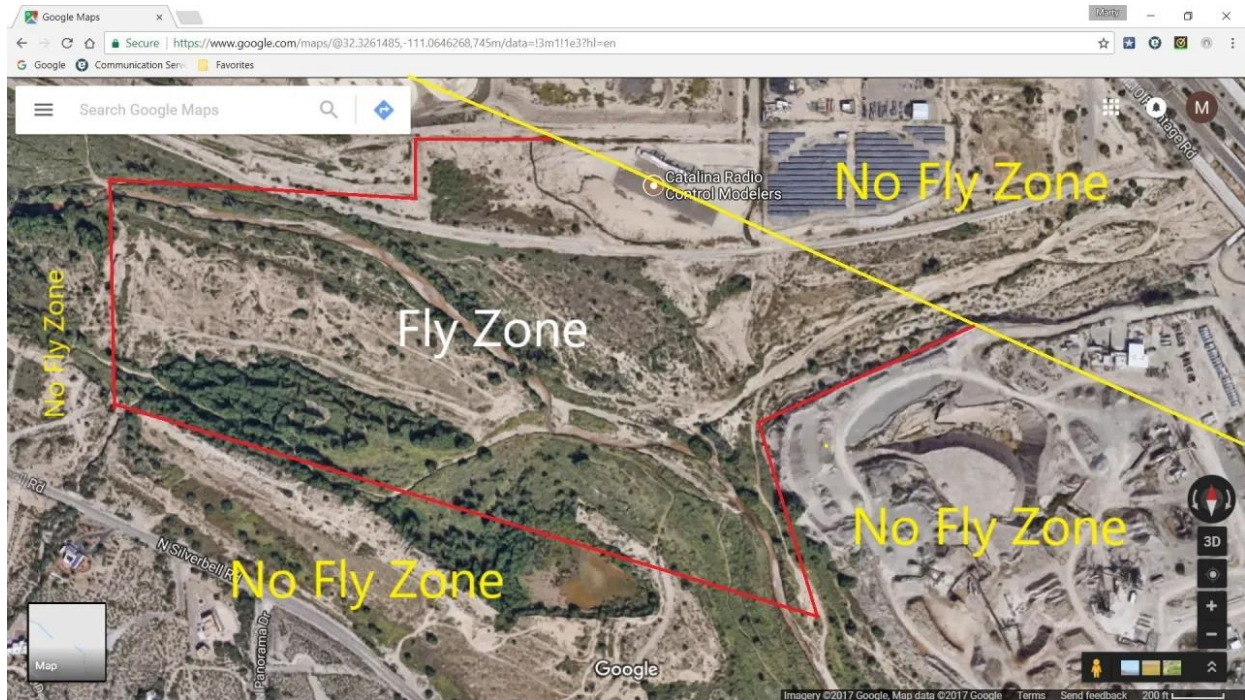 Google Maps
Marty
Secure | https://www.google.com/maps/@32.3261485,-111.0646268,745m/data=!3m1!1e3?hl=en
Google
Communication Serv
Favorites
Search Google Maps
M
Catalina Radio
Control Modelers
No Fly Zone
No Fly Zone
Fly Zone
No Fly Zone
No Fly Zone
N Silverbell Rd
Panorama Dr
Rd
3D
Map
Google
Imagery ©2017 Google, Map data ©2017 Google
Terms
Send feedback
200 ft